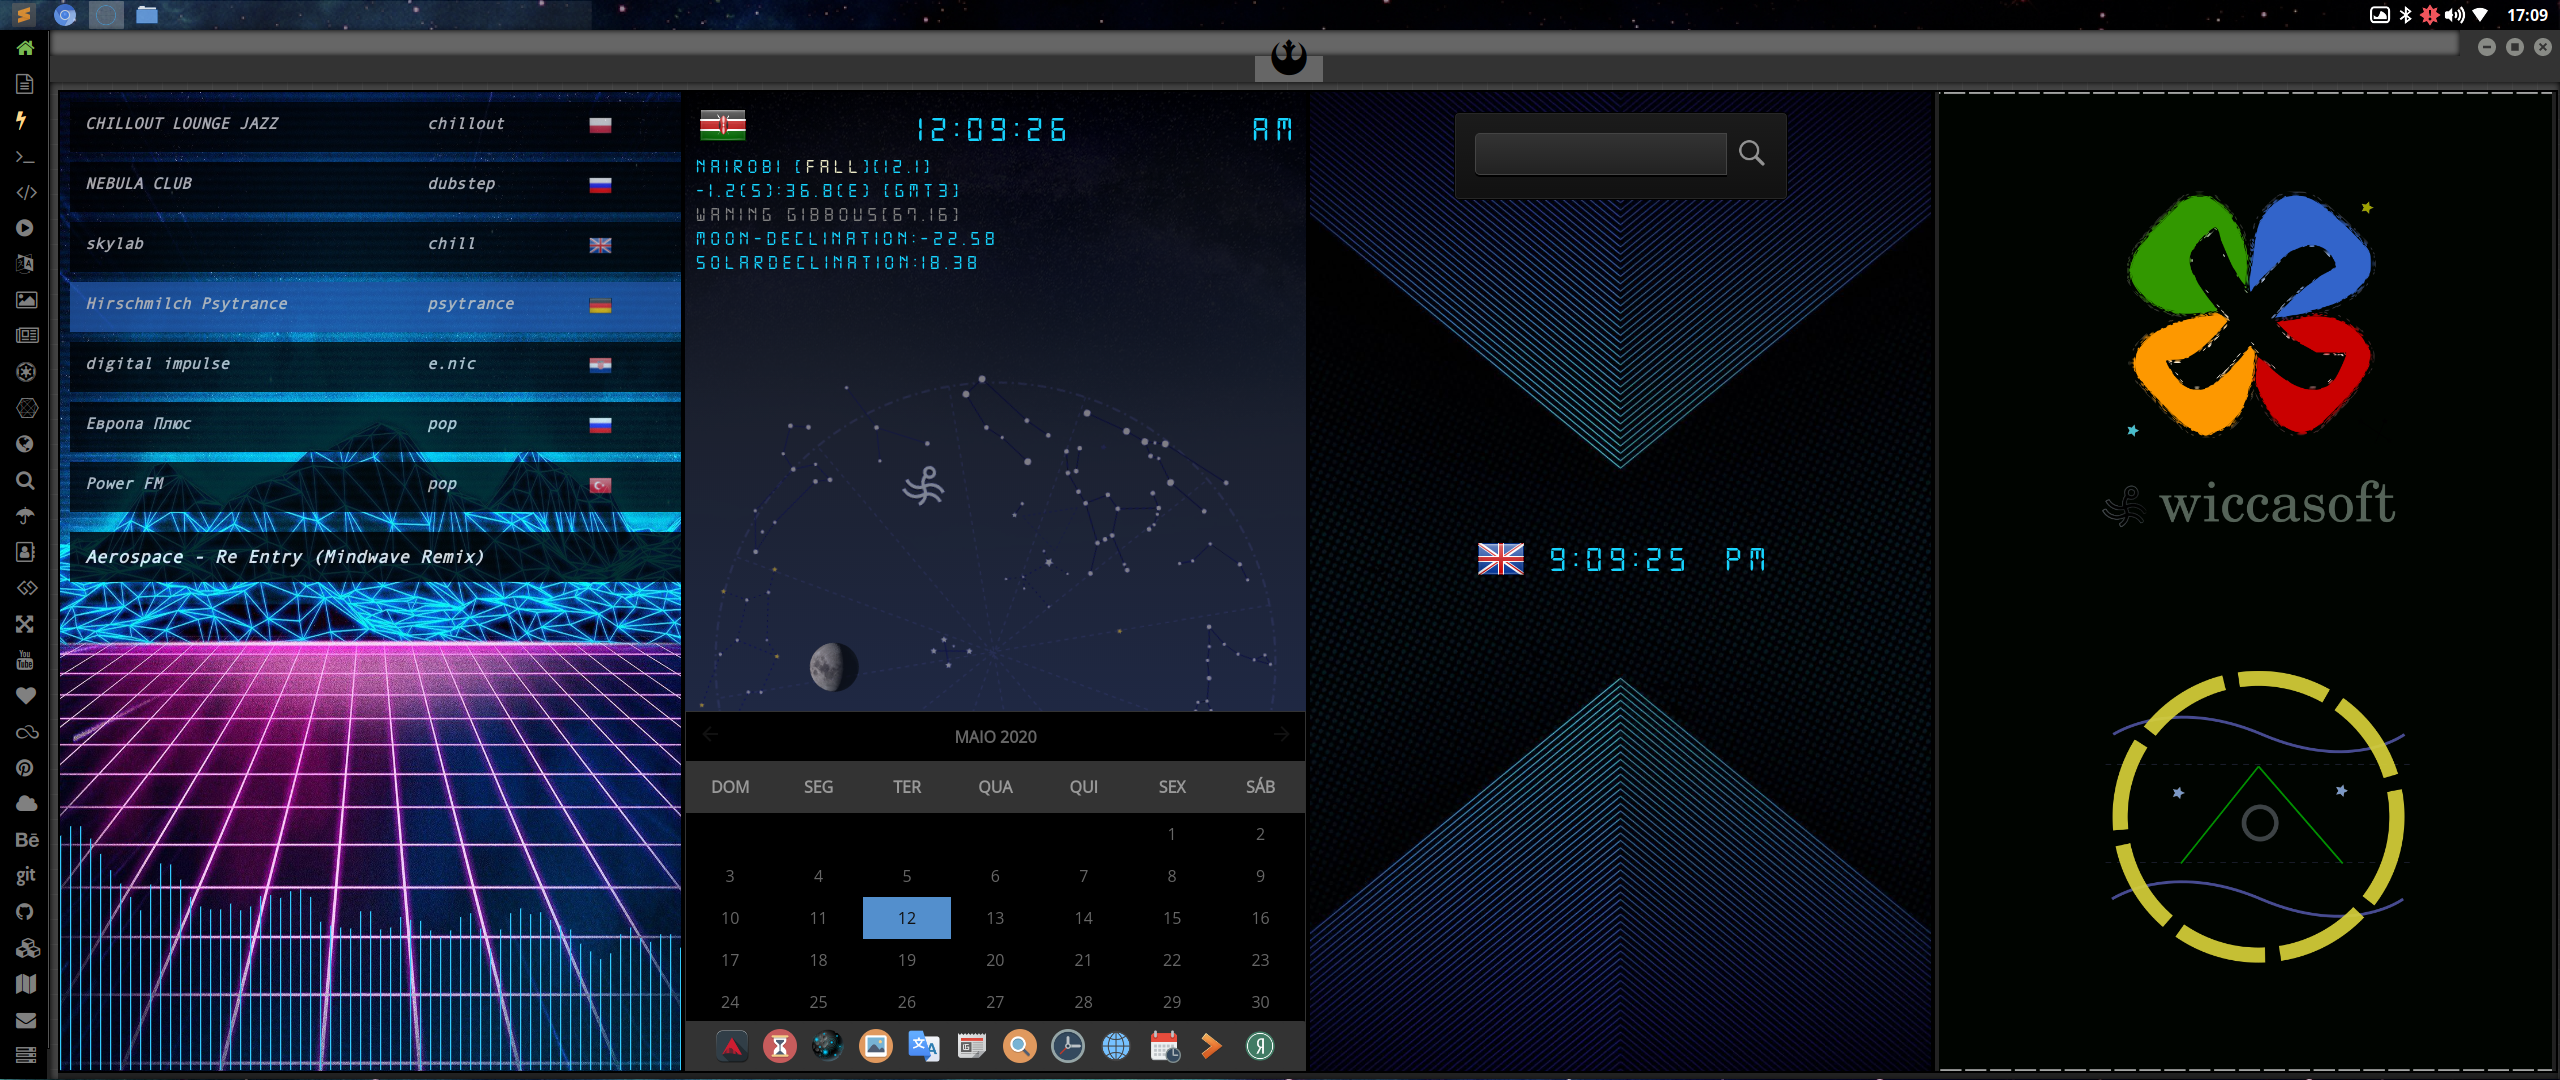 17:09
You
Tube
Bē
git
CHILLOUT LOUNGE JAZZ chillout
NEBULA CLUB dubstep
skylab chill
Hirschmilch Psytrance psytrance
digital impulse e.nic
Европа Плюс pop
Power FM pop
Aerospace - Re Entry (Mindwave Remix)
12:09:26 AM
NAIROBI [FALL][12.1]
-1.2(S):36.8(E) [GMT3]
WANING GIBBOUS[67.16]
MOON-DECLINATION:-22.58
SOLARDECLINATION:18.38
MAIO 2020
DOM SEG TER QUA QUI SEX SÁB
1 2
3 4 5 6 7 8 9
10 11 12 13 14 15 16
17 18 19 20 21 22 23
24 25 26 27 28 29 30
9:09:25 PM
wiccasoft